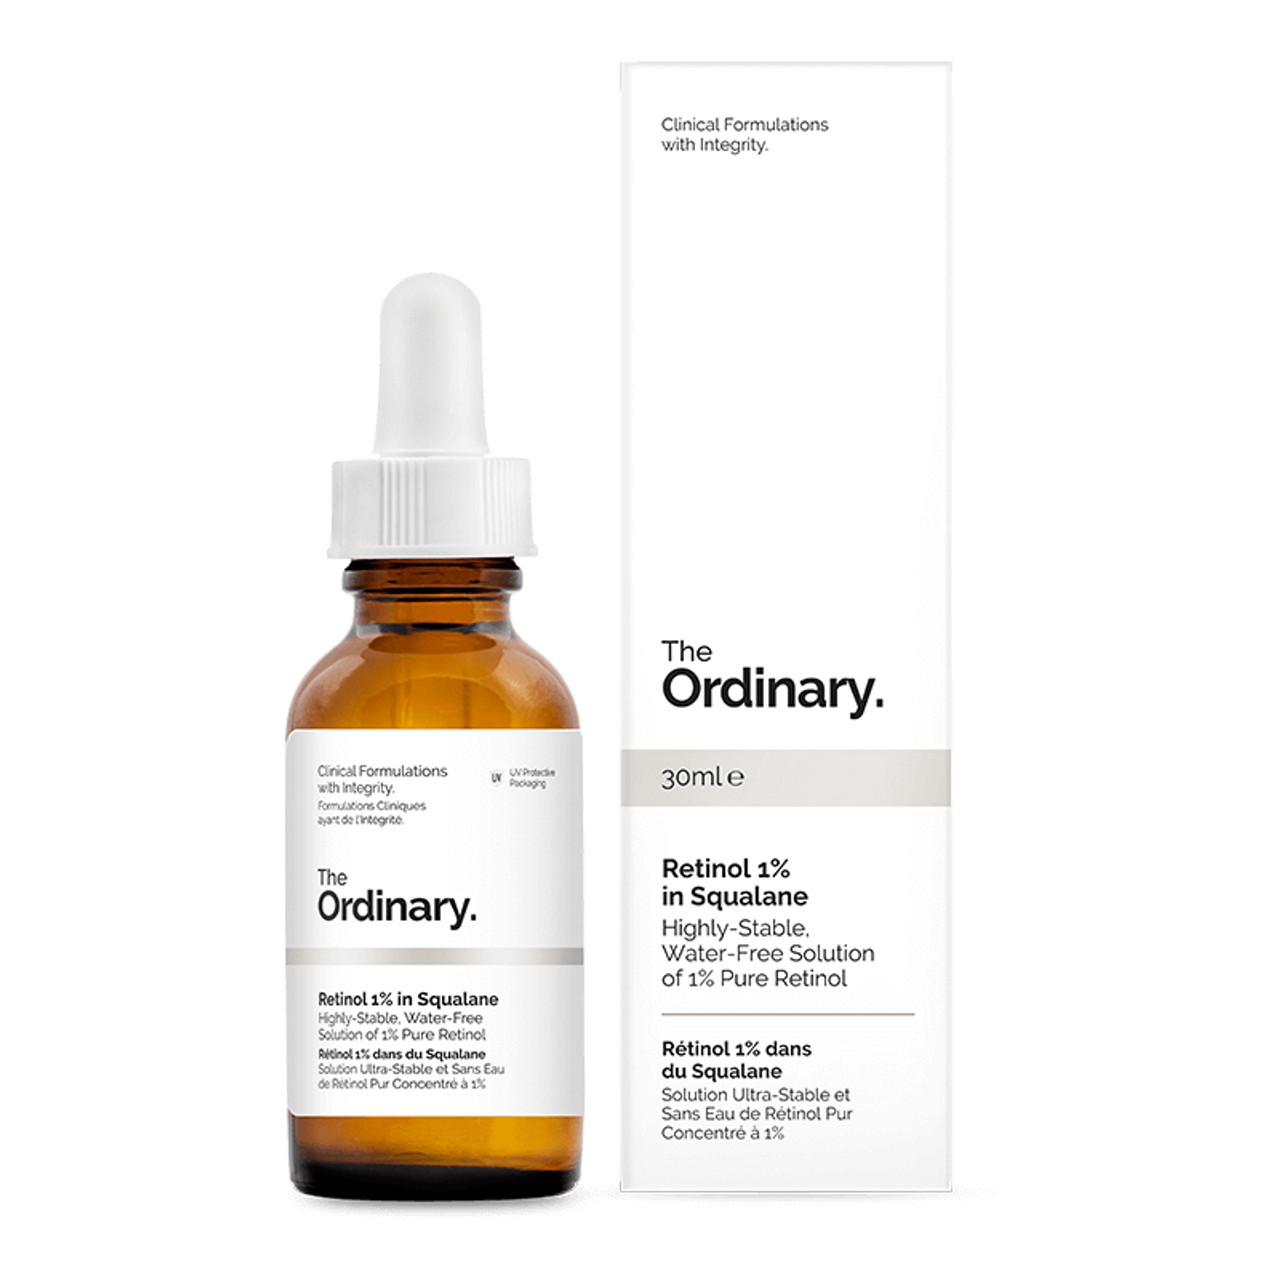 Clinical Formulations
with Integrity.
Formulations Cliniques
ayant de l'Intégrité.
UV
UV Protective
Packaging
The
Ordinary.
Retinol 1% in Squalane
Highly-Stable, Water-Free
Solution of 1% Pure Retinol
Rétinol 1% dans du Squalane
Solution Ultra-Stable et Sans Eau
de Rétinol Pur Concentré à 1%
Clinical Formulations
with Integrity.
The
Ordinary.
30ml ℮
Retinol 1%
in Squalane
Highly-Stable,
Water-Free Solution
of 1% Pure Retinol
Rétinol 1% dans
du Squalane
Solution Ultra-Stable et
Sans Eau de Rétinol Pur
Concentré à 1%